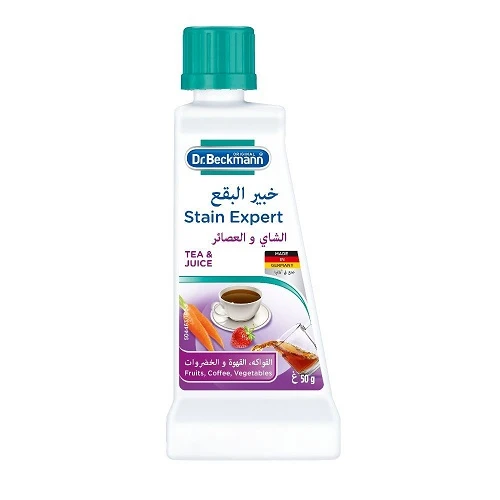 ORIGINAL
Dr.Beckmann
خبير البقع
Stain Expert
الشاي و العصائر
TEA &
JUICE
MADE
IN
GERMANY
صنع في ألمانيا
الفواكه، القهوة و الخضروات
Fruits, Coffee, Vegetables
50 g غ